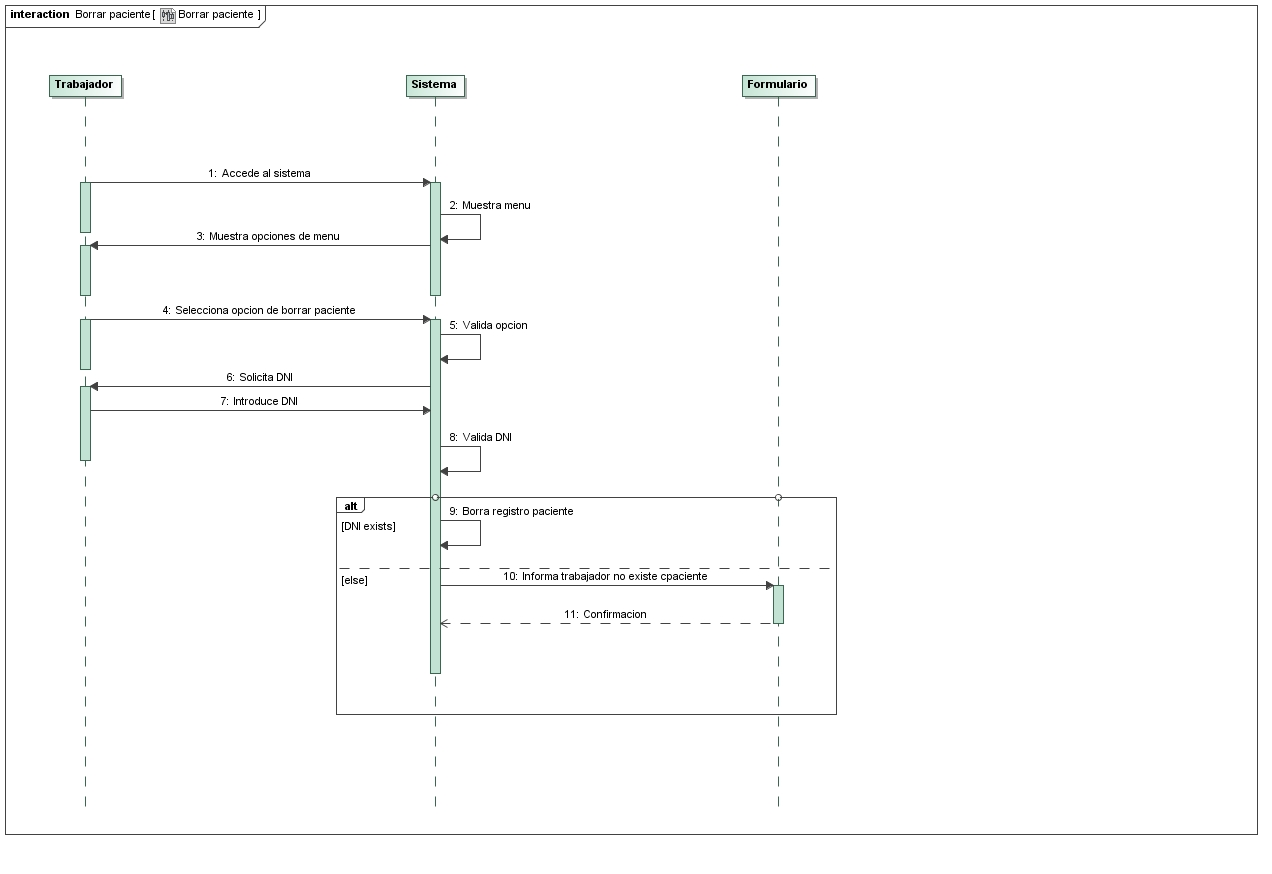 interaction Borrar paciente [ Borrar paciente ]
Trabajador
Sistema
Formulario
1: Accede al sistema
2: Muestra menu
3: Muestra opciones de menu
4: Selecciona opcion de borrar paciente
5: Valida opcion
6: Solicita DNI
7: Introduce DNI
8: Valida DNI
alt
9: Borra registro paciente
[DNI exists]
10: Informa trabajador no existe cpaciente
[else]
11: Confirmacion